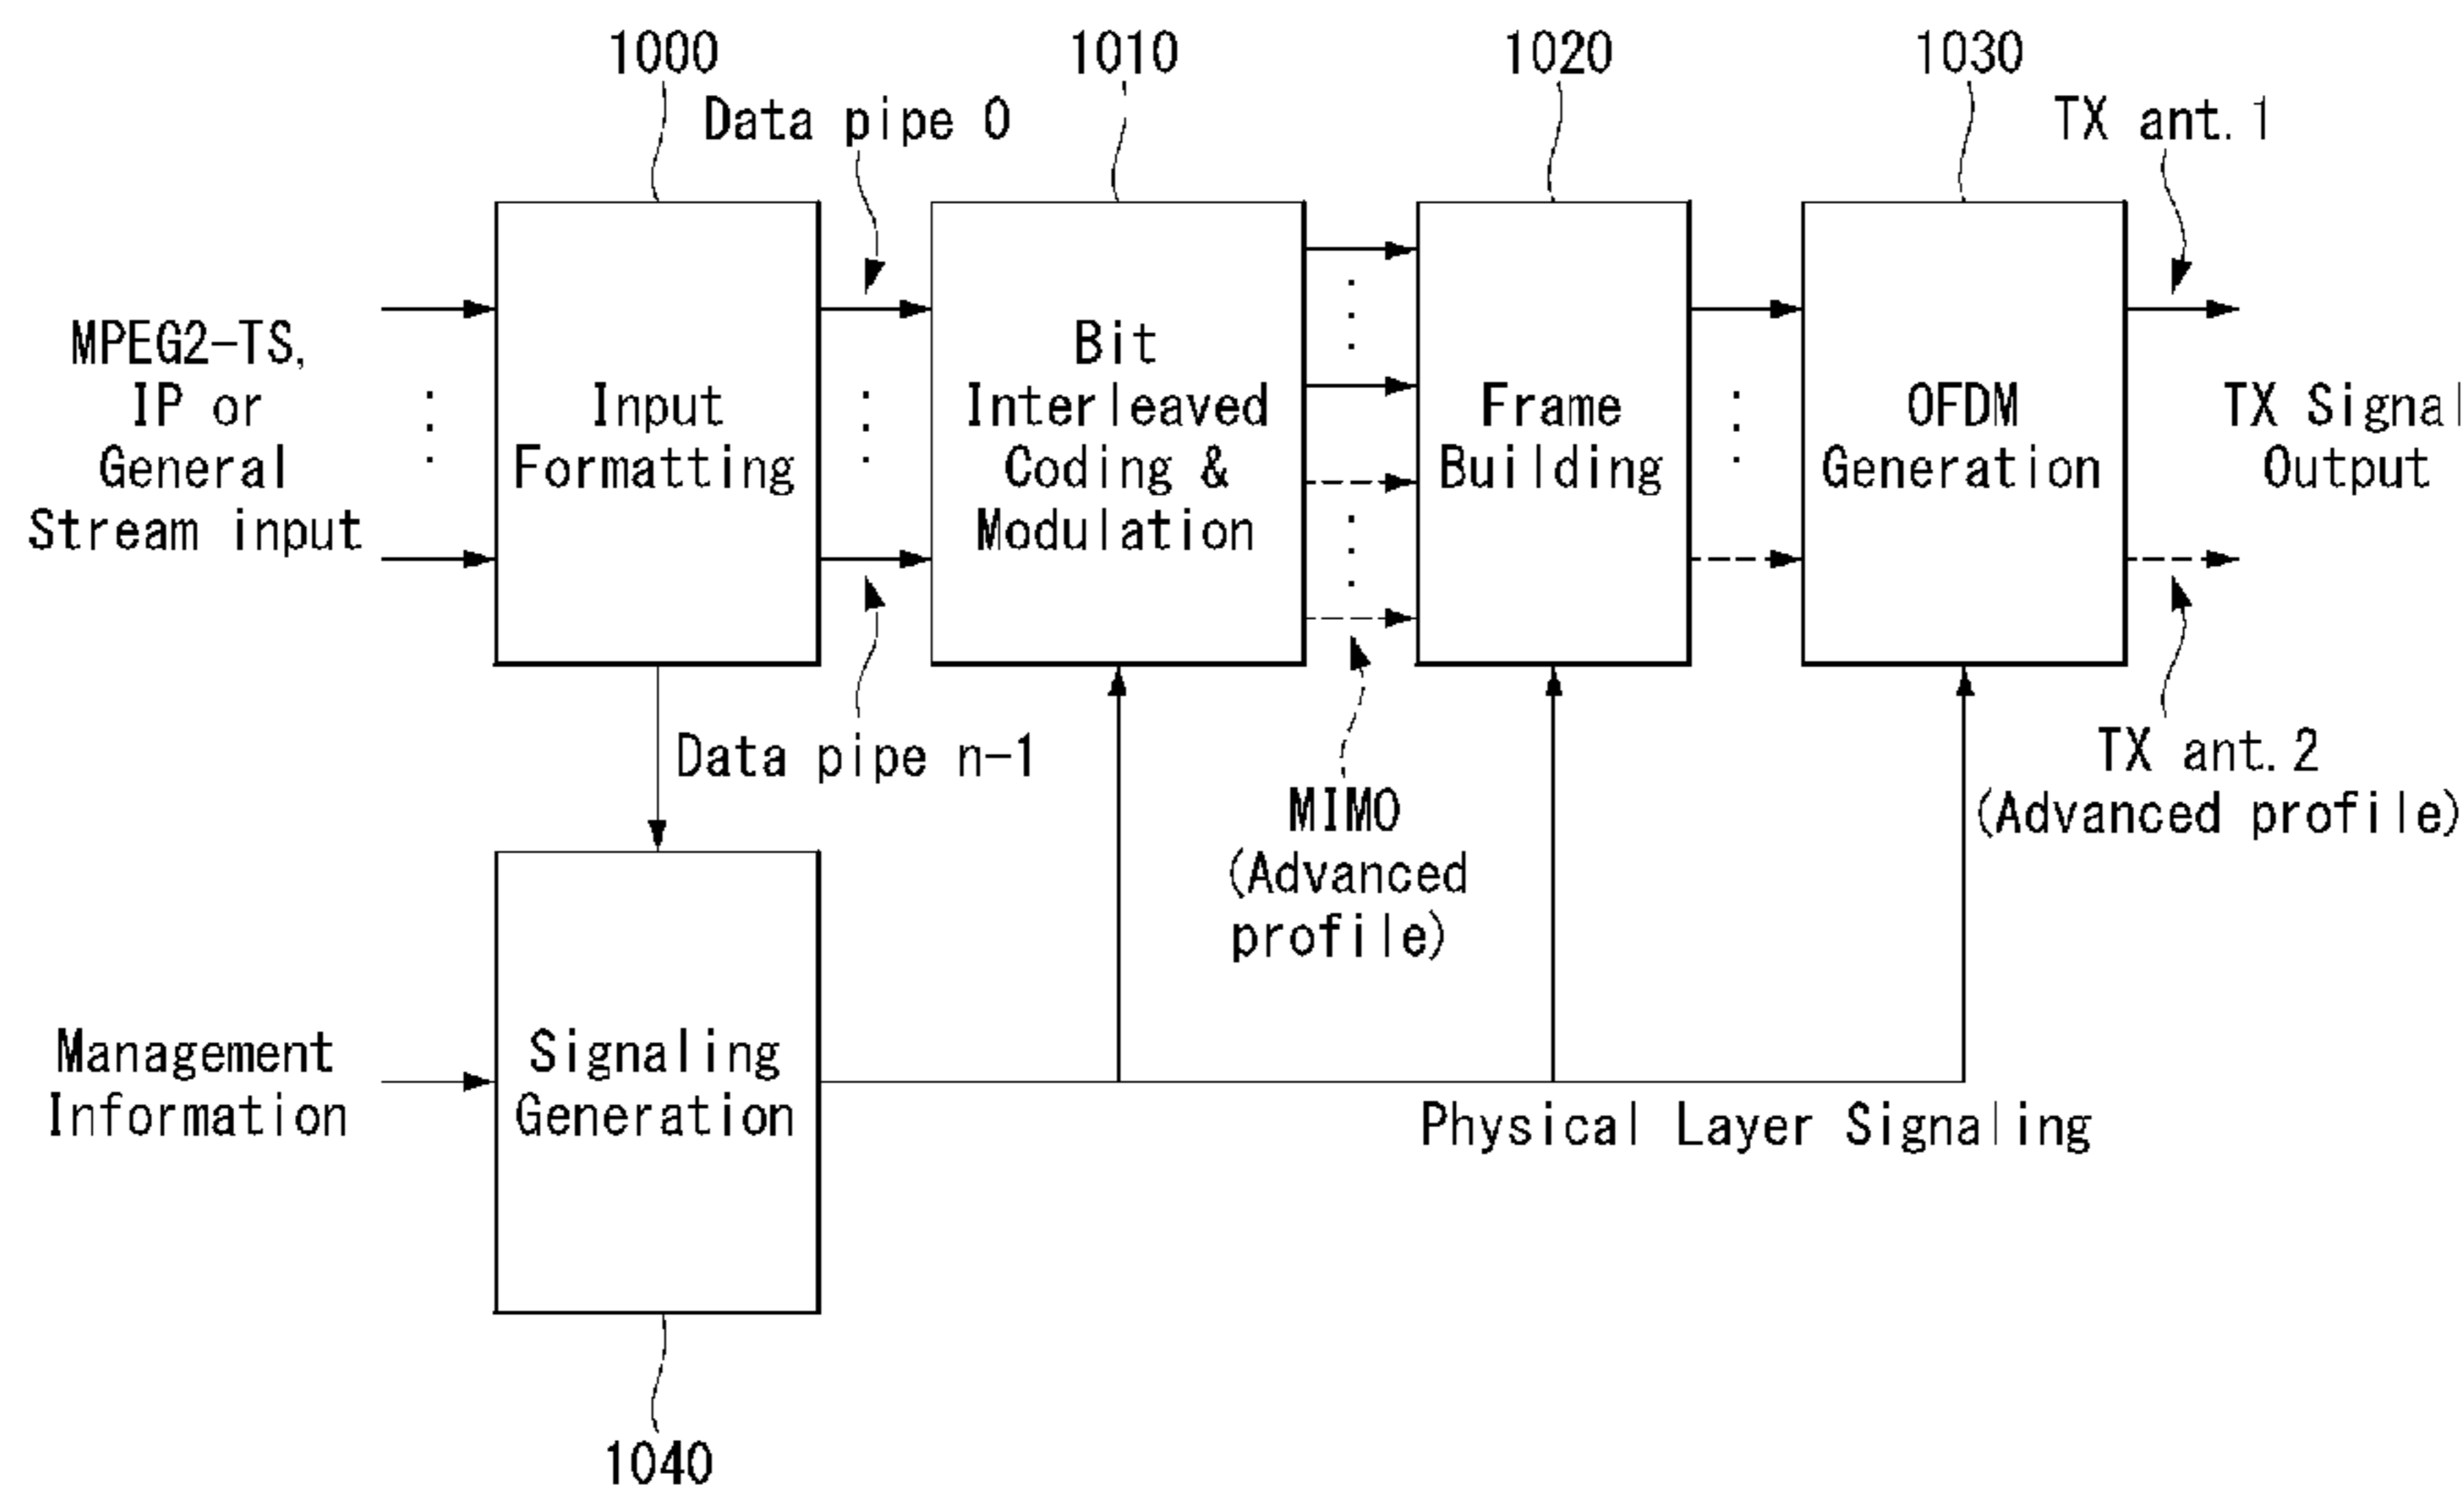 1000
1010
1020
1030
Data pipe 0
TX ant.1
MPEG2-TS,
IP or
General
Stream input
Input
Formatting
Bit
Interleaved
Coding &
Modulation
Frame
Building
OFDM
Generation
TX Signal
Output
Data pipe n-1
MIMO
(Advanced
profile)
TX ant.2
(Advanced profile)
Management
Information
Signaling
Generation
Physical Layer Signaling
1040